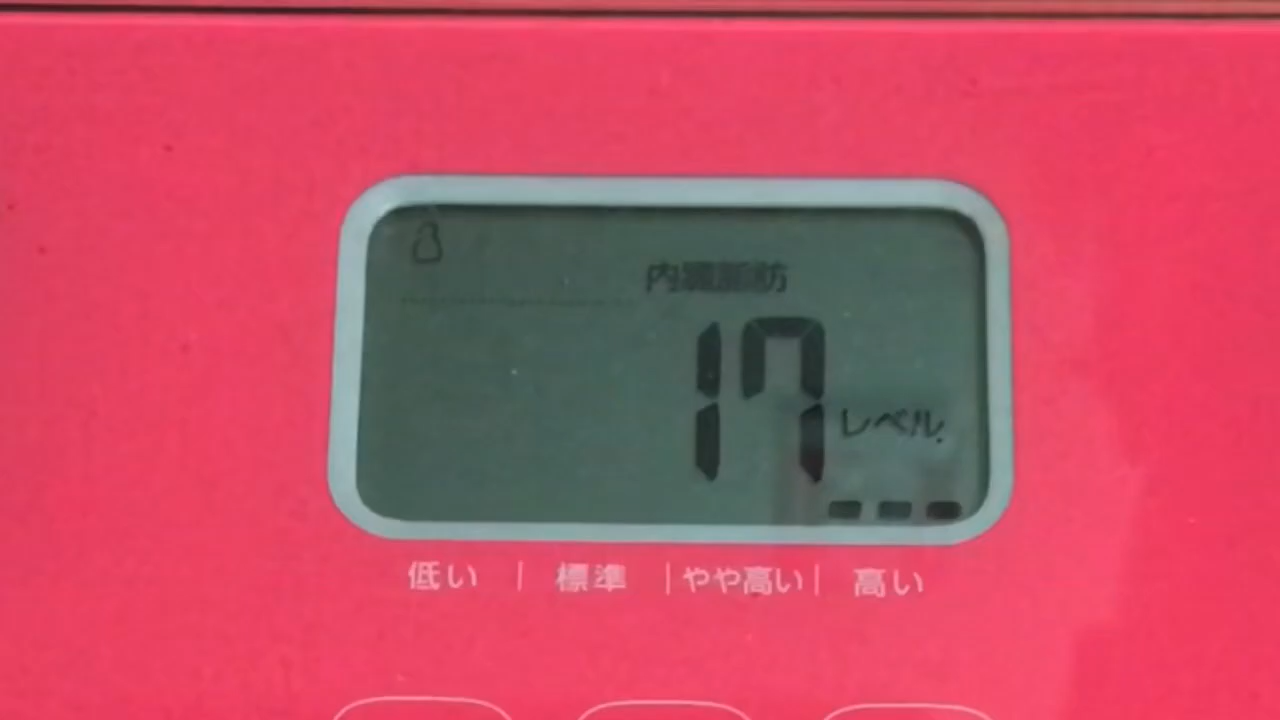 内臓脂肪
17 レベル
低い | 標準 | やや高い | 高い